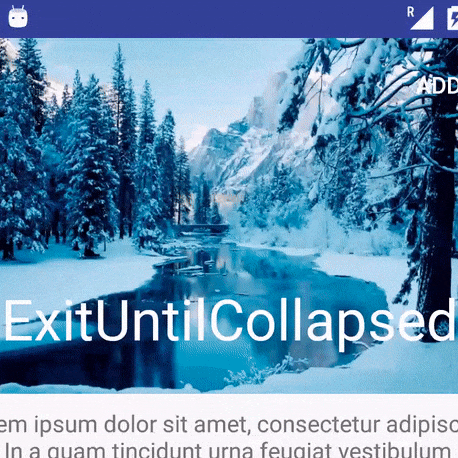 R
ADD
ExitUntilCollapsed
em ipsum dolor sit amet, consectetur adipisc
In a quam tincidunt urna feugiat vestibulum